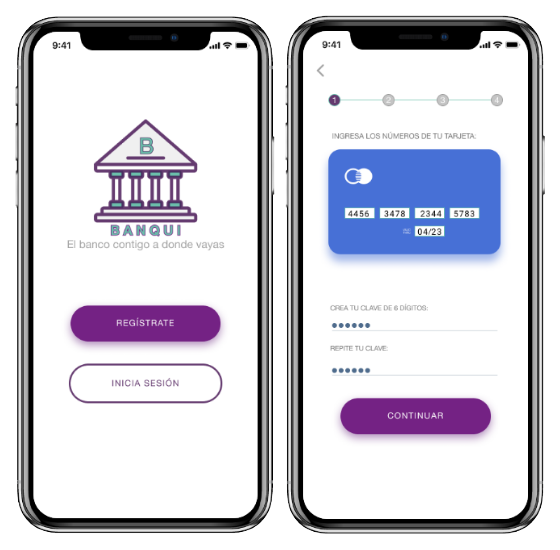 9:41
B
BANQUI
El banco contigo a donde vayas
REGÍSTRATE
INICIA SESIÓN
9:41
1 2 3 4
INGRESA LOS NÚMEROS DE TU TARJETA:
4456 3478 2344 5783
04/23
CREA TU CLAVE DE 6 DÍGITOS:
REPITE TU CLAVE:
CONTINUAR